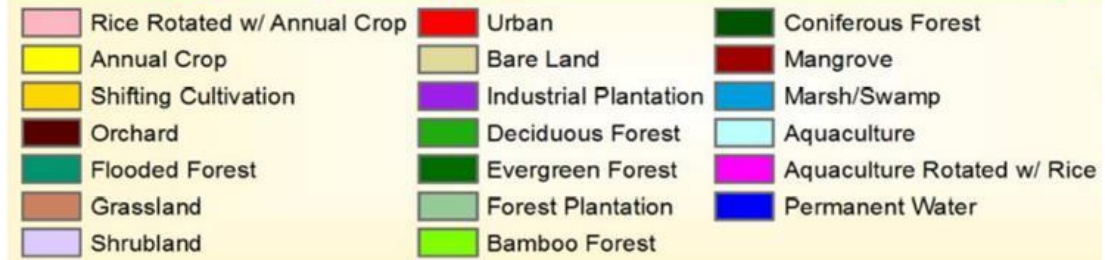 Rice Rotated w/ Annual Crop
Annual Crop
Shifting Cultivation
Orchard
Flooded Forest
Grassland
Shrubland
Urban
Bare Land
Industrial Plantation
Deciduous Forest
Evergreen Forest
Forest Plantation
Bamboo Forest
Coniferous Forest
Mangrove
Marsh/Swamp
Aquaculture
Aquaculture Rotated w/ Rice
Permanent Water